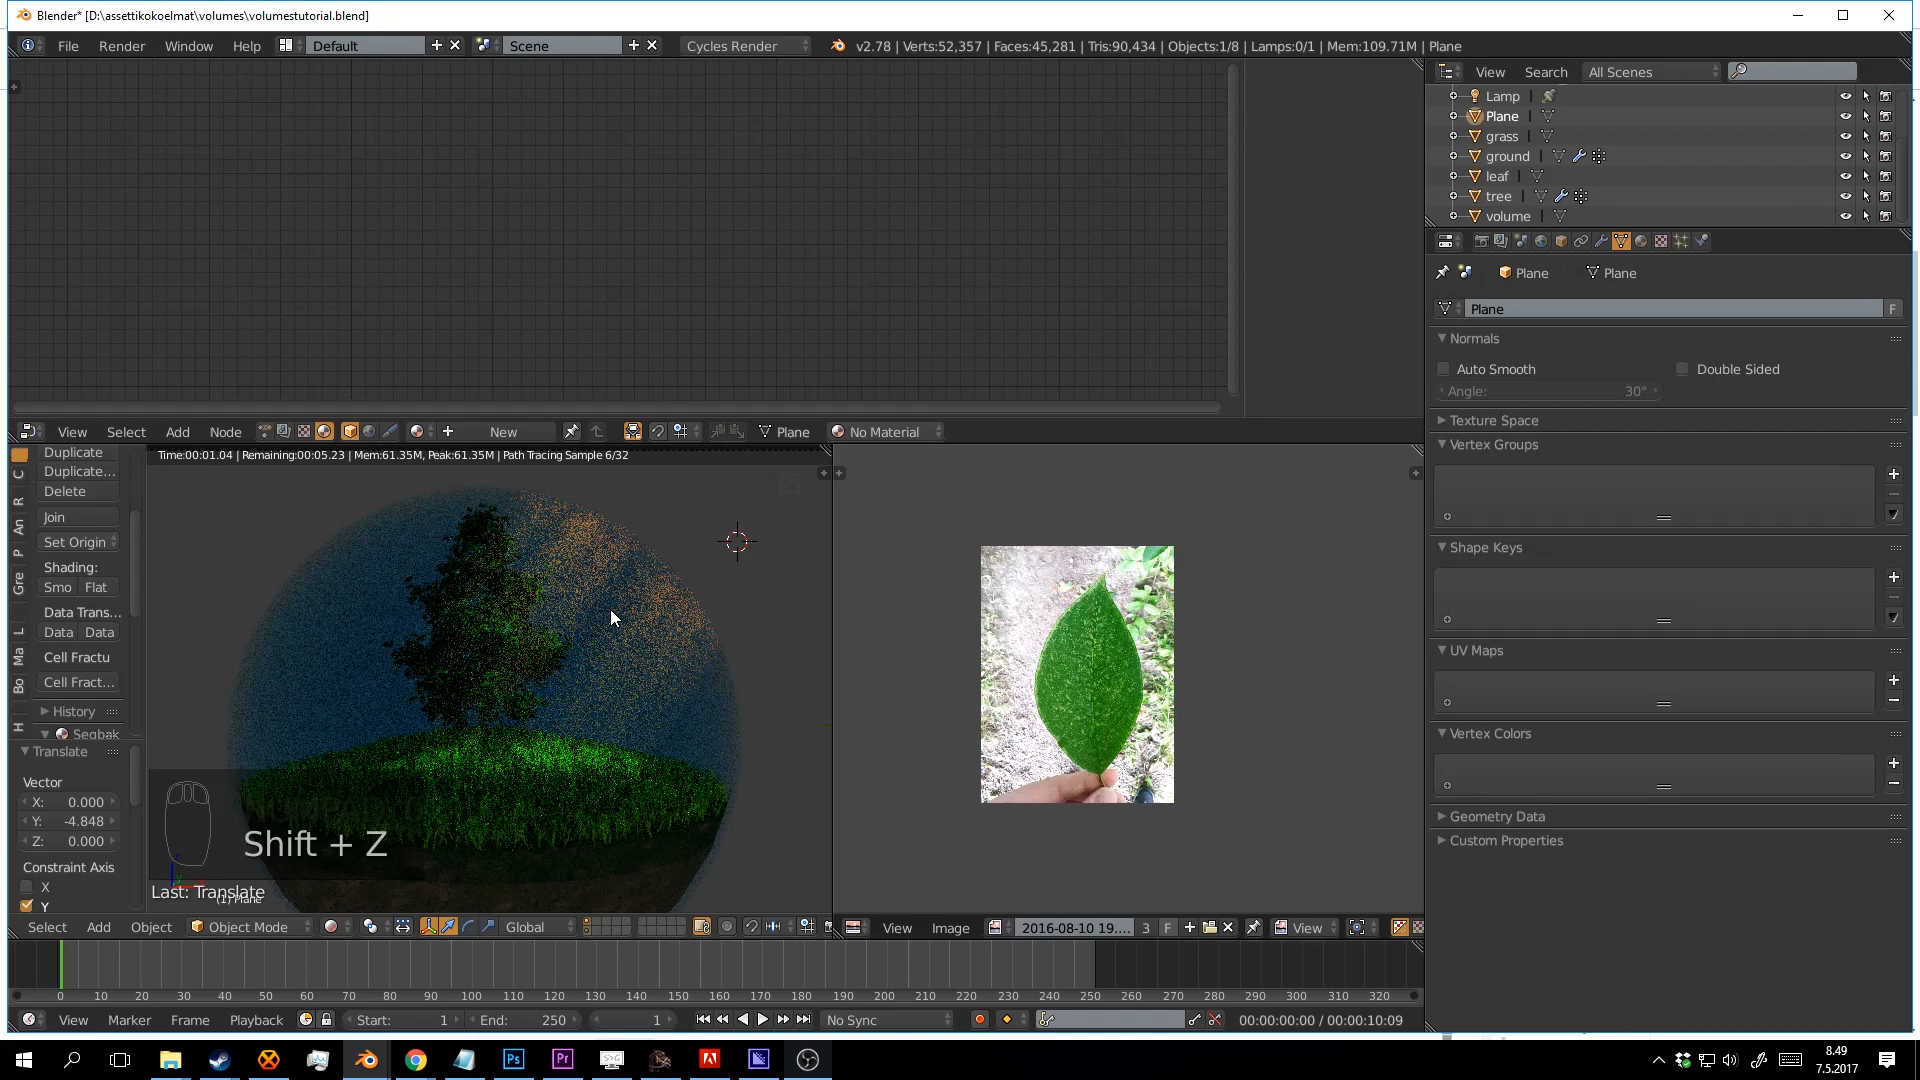 Blender* [D:\assettikokoelmat\volumes\volumestutorial.blend]
File Render Window Help Default Scene Cycles Render v2.78 | Verts:52,357 | Faces:45,281 | Tris:90,434 | Objects:1/8 | Lamps:0/1 | Mem:109.71M | Plane
View Search All Scenes
Lamp
Plane
grass
ground
leaf
tree
volume
Plane Plane
Plane F
Normals
Auto Smooth Double Sided
Angle: 30°
Texture Space
Vertex Groups
Shape Keys
UV Maps
Vertex Colors
Geometry Data
Custom Properties
View Select Add Node New Plane No Material
Time:00:01.04 | Remaining:00:05.23 | Mem:61.35M, Peak:61.35M | Path Tracing Sample 6/32
Duplicate
Duplicate...
Delete
Join
Set Origin
Shading:
Smo Flat
Data Trans...
Data Data
Cell Fractu
Cell Fract...
History
C
R
An
P
Gre
L
Ma
Bo
H
Translate
Vector
X: 0.000
Y: -4.848
Z: 0.000
Constraint Axis
X
Y
Shift + Z
Last: Translate
(1) Plane
Select Add Object Object Mode Global
View Image 2016-08-10 19.... 3 F View
0 10 20 30 40 50 60 70 80 90 100 110 120 130 140 150 160 170 180 190 200 210 220 230 240 250 260 270 280 290 300 310 320
View Marker Frame Playback Start: 1 End: 250 1 No Sync 00:00:00:00 / 00:00:10:09
Ps Pr
8.49
7.5.2017